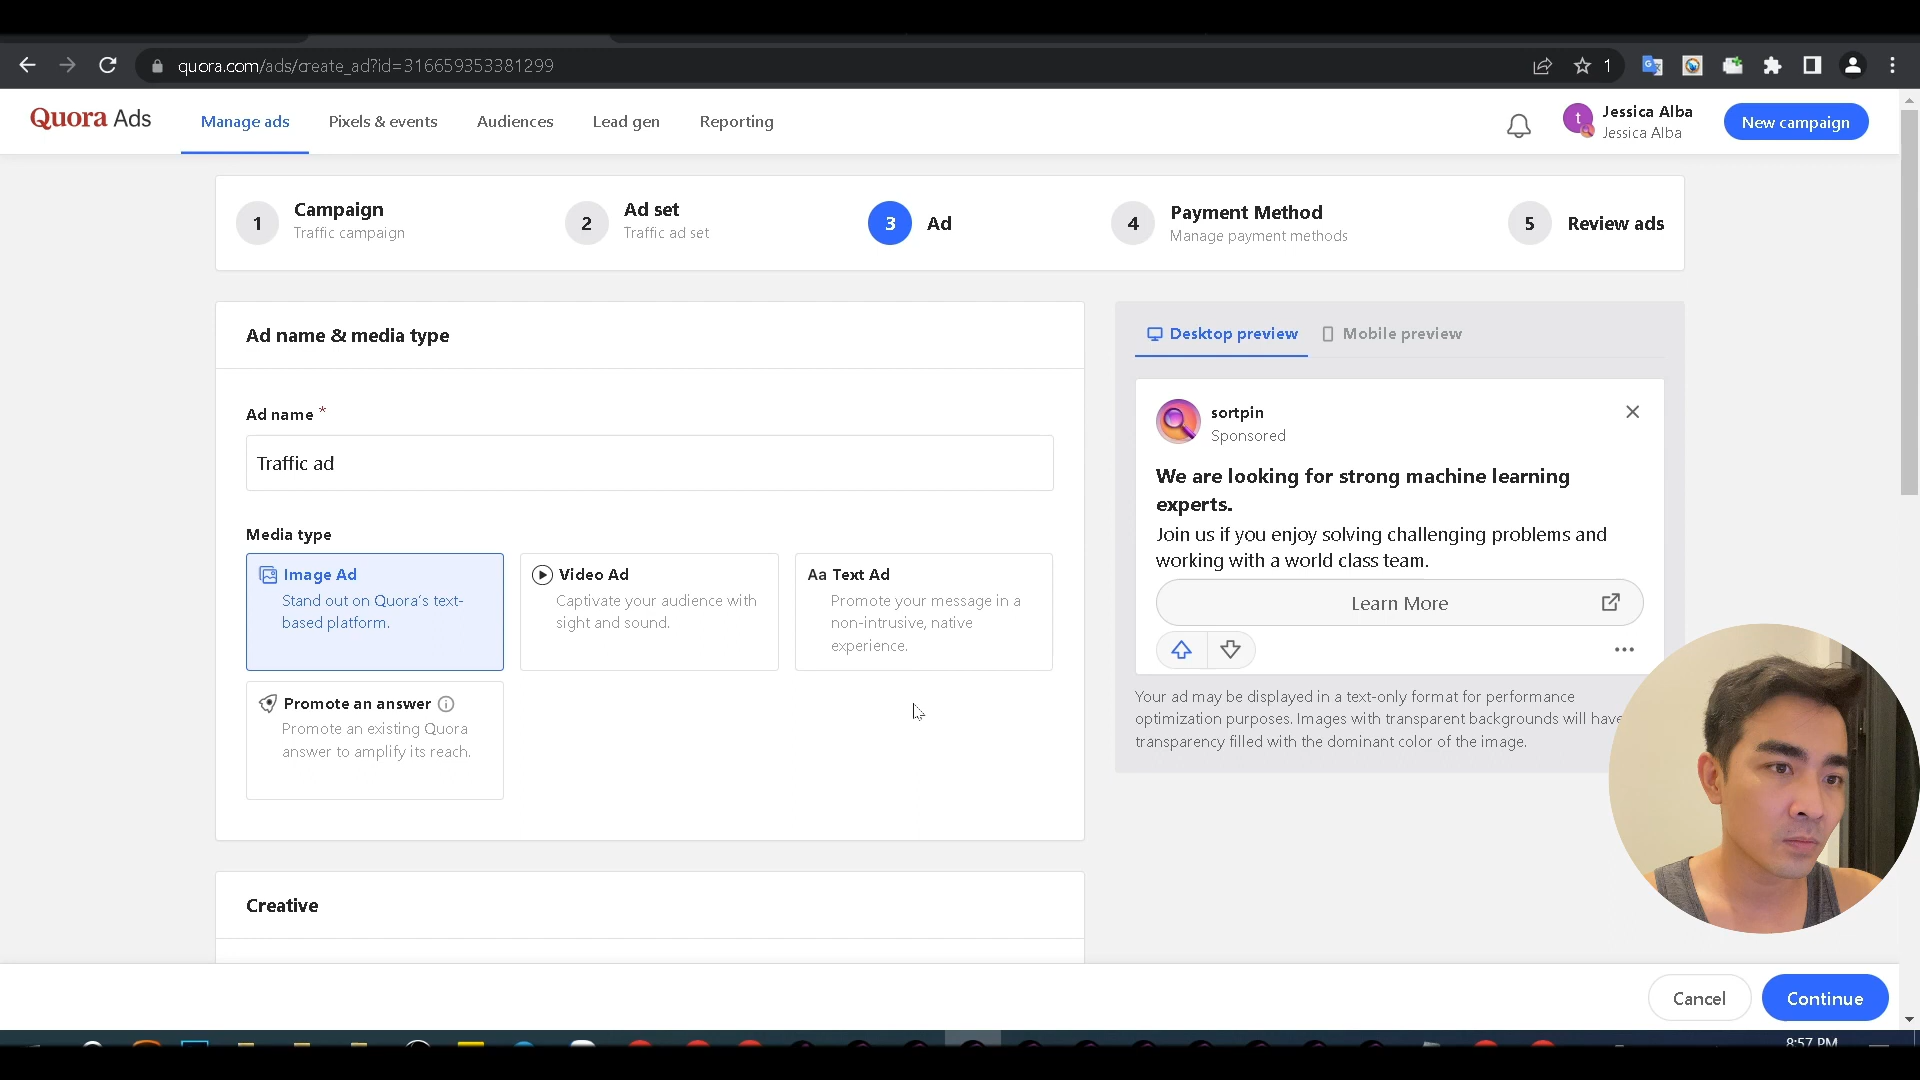 quora.com/ads/create_ad?id=316659353381299
1
Quora Ads
Manage ads
Pixels & events
Audiences
Lead gen
Reporting
t
Jessica Alba
Jessica Alba
New campaign
1
Campaign
Traffic campaign
2
Ad set
Traffic ad set
3
Ad
4
Payment Method
Manage payment methods
5
Review ads
Ad name & media type
Ad name *
Traffic ad
Media type
Image Ad
Stand out on Quora's text-
based platform.
Video Ad
Captivate your audience with
sight and sound.
Aa Text Ad
Promote your message in a
non-intrusive, native
experience.
Promote an answer
Promote an existing Quora
answer to amplify its reach.
Creative
Desktop preview
Mobile preview
sortpin
Sponsored
We are looking for strong machine learning
experts.
Join us if you enjoy solving challenging problems and
working with a world class team.
Learn More
Your ad may be displayed in a text-only format for performance
optimization purposes. Images with transparent backgrounds will have
transparency filled with the dominant color of the image.
Cancel
Continue
8:57 PM